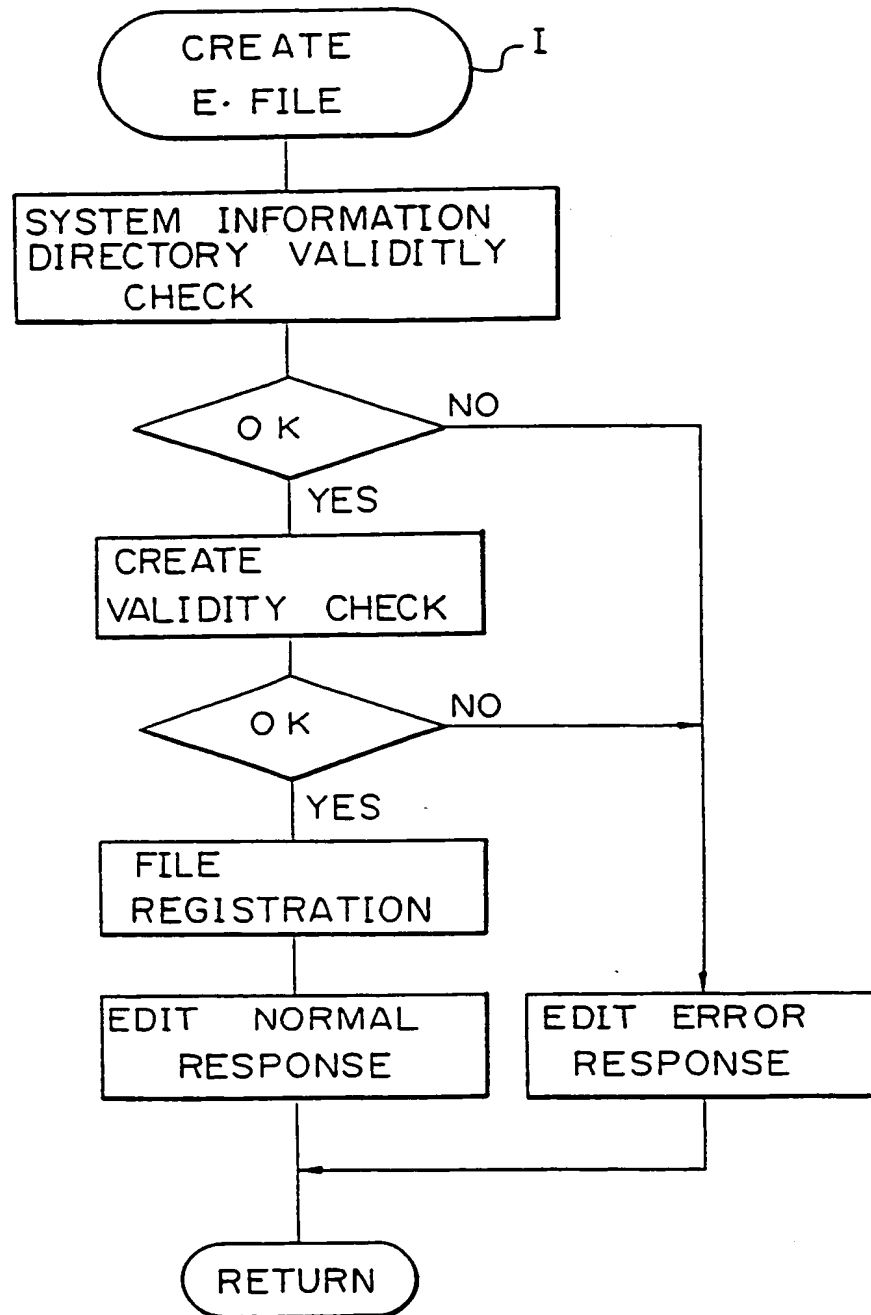 CREATE
E. FILE
I
SYSTEM INFORMATION
DIRECTORY VALIDITLY
CHECK
OK
NO
YES
CREATE
VALIDITY CHECK
OK
NO
YES
FILE
REGISTRATION
EDIT NORMAL
RESPONSE
EDIT ERROR
RESPONSE
RETURN